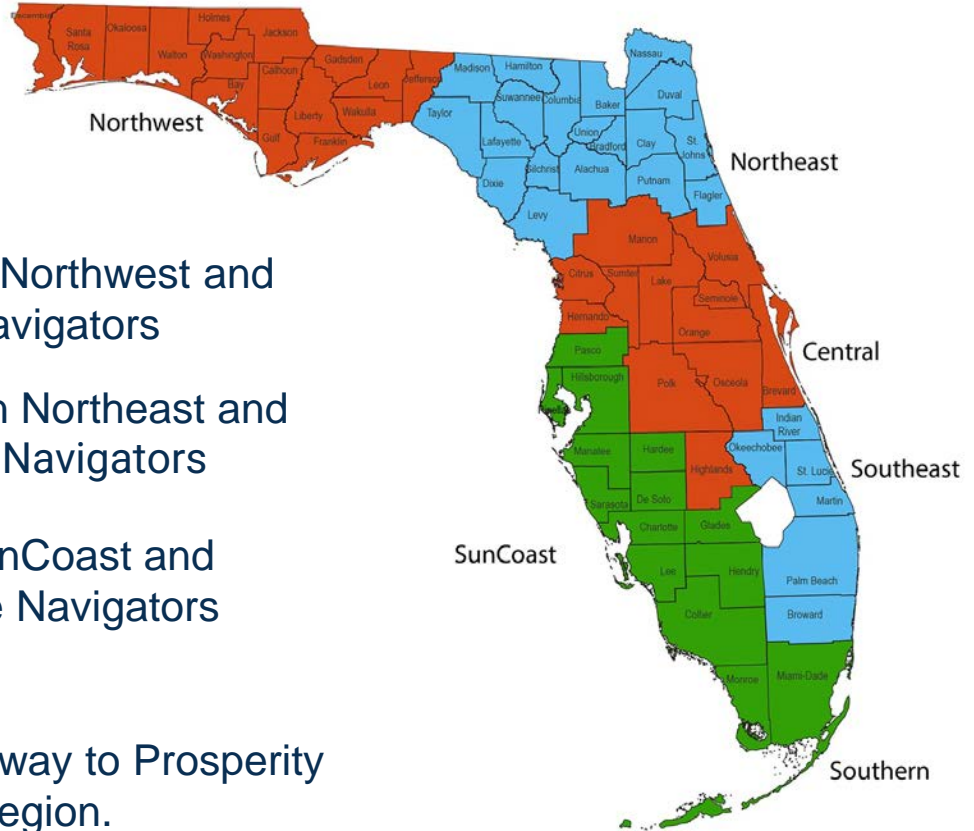 Escambia
Santa
Rosa
Okaloosa
Holmes
Jackson
Walton
Washington
Bay
Calhoun
Gadsden
Leon
Jefferson
Liberty
Wakulla
Gulf
Franklin
Northwest
Madison
Hamilton
Taylor
Suwannee
Columbia
Baker
Nassau
Duval
Lafayette
Union
Bradford
Clay
St.
Johns
Dixie
Gilchrist
Alachua
Putnam
Flagler
Levy
Northeast
Northwest and
avigators
n Northeast and
Navigators
nCoast and
e Navigators
way to Prosperity
egion.
Marion
Volusia
Citrus
Sumter
Lake
Seminole
Hernando
Orange
Polk
Osceola
Brevard
Highlands
Central
Pasco
Hillsborough
Manatee
Hardee
Sarasota
De Soto
Charlotte
Glades
Lee
Hendry
Collier
Monroe
Miami-Dade
SunCoast
Indian
River
Okeechobee
St. Lucie
Martin
Palm Beach
Broward
Southeast
Southern